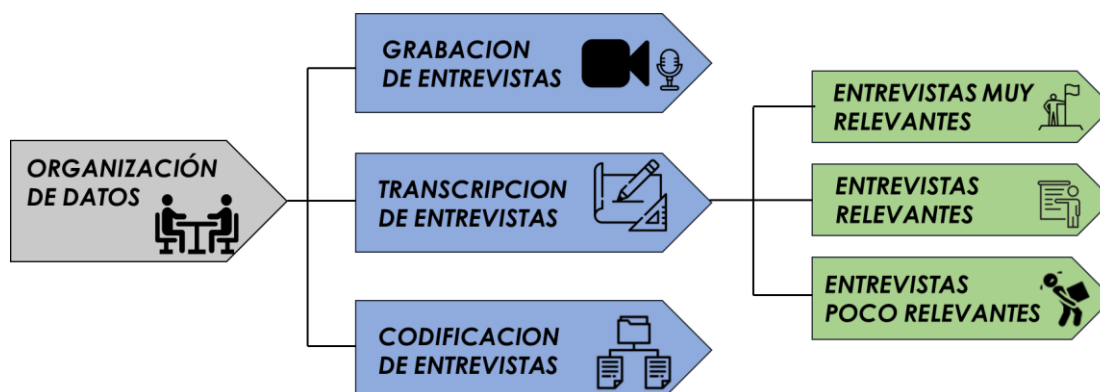 ORGANIZACIÓN
DE DATOS
GRABACION
DE ENTREVISTAS
TRANSCRIPCION
DE ENTREVISTAS
CODIFICACION
DE ENTREVISTAS
ENTREVISTAS MUY
RELEVANTES
ENTREVISTAS
RELEVANTES
ENTREVISTAS
POCO RELEVANTES